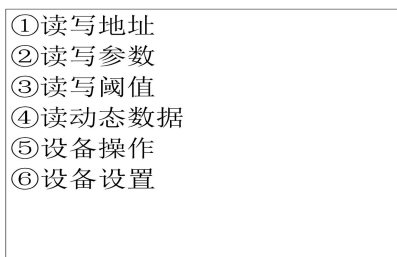 ①读写地址
②读写参数
③读写阈值
④读动态数据
⑤设备操作
⑥设备设置